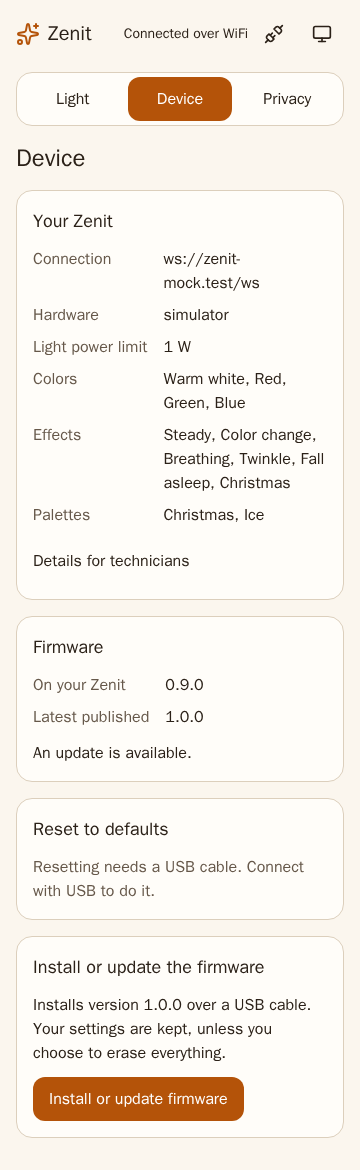 Zenit
Connected over WiFi
Light
Device
Privacy
Device
Your Zenit
Connection
ws://zenit-
mock.test/ws
Hardware
simulator
Light power limit
1 W
Colors
Warm white, Red,
Green, Blue
Effects
Steady, Color change,
Breathing, Twinkle, Fall
asleep, Christmas
Palettes
Christmas, Ice
Details for technicians
Firmware
On your Zenit
0.9.0
Latest published
1.0.0
An update is available.
Reset to defaults
Resetting needs a USB cable. Connect
with USB to do it.
Install or update the firmware
Installs version 1.0.0 over a USB cable.
Your settings are kept, unless you
choose to erase everything.
Install or update firmware